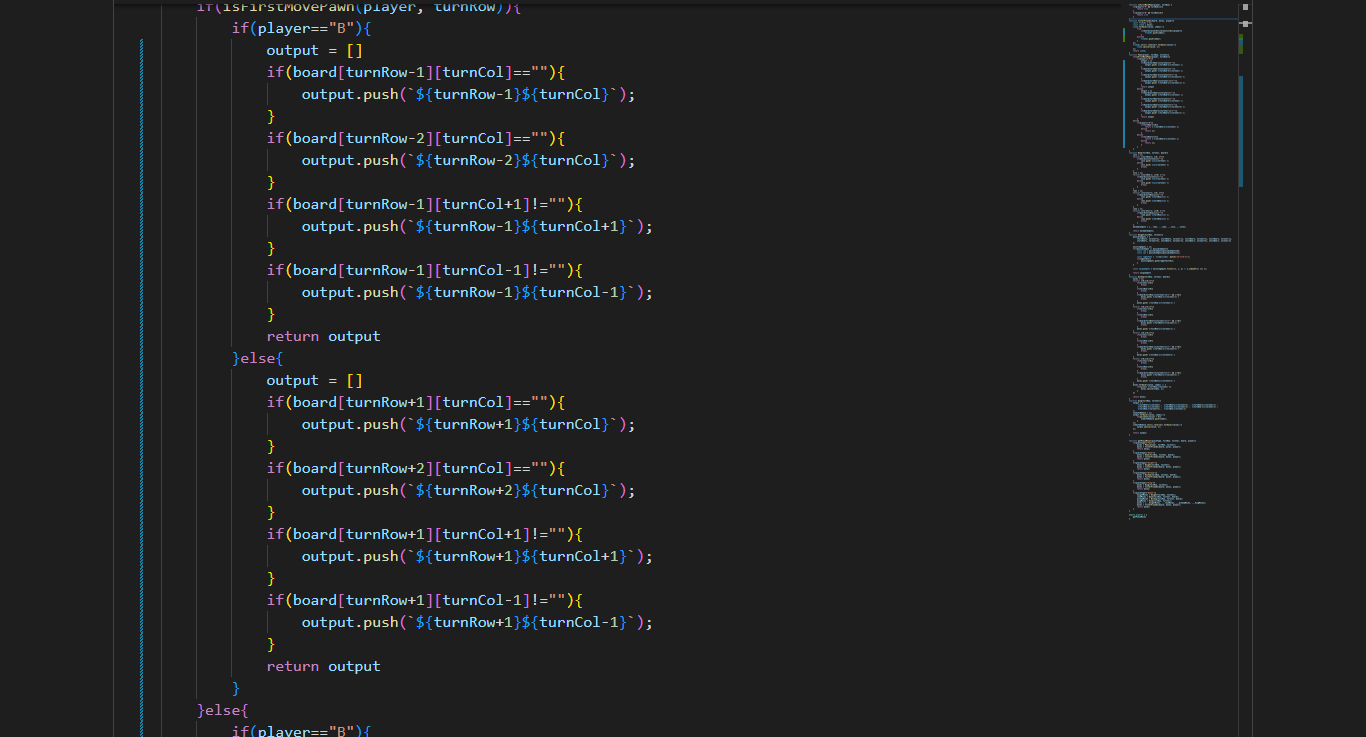 if(isFirstMovePawn(player, turnRow)){
if(player=="B"){
output = []
if(board[turnRow-1][turnCol]==""){
output.push(`${turnRow-1}${turnCol}`);
}
if(board[turnRow-2][turnCol]==""){
output.push(`${turnRow-2}${turnCol}`);
}
if(board[turnRow-1][turnCol+1]!=""){
output.push(`${turnRow-1}${turnCol+1}`);
}
if(board[turnRow-1][turnCol-1]!=""){
output.push(`${turnRow-1}${turnCol-1}`);
}
return output
}else{
output = []
if(board[turnRow+1][turnCol]==""){
output.push(`${turnRow+1}${turnCol}`);
}
if(board[turnRow+2][turnCol]==""){
output.push(`${turnRow+2}${turnCol}`);
}
if(board[turnRow+1][turnCol+1]!=""){
output.push(`${turnRow+1}${turnCol+1}`);
}
if(board[turnRow+1][turnCol-1]!=""){
output.push(`${turnRow+1}${turnCol-1}`);
}
return output
}
}else{
if(player=="B"){